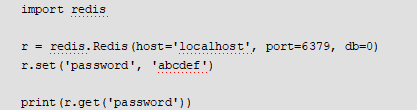 import redis
r = redis.Redis(host='localhost', port=6379, db=0)
r.set('password', 'abcdef')
print(r.get('password'))